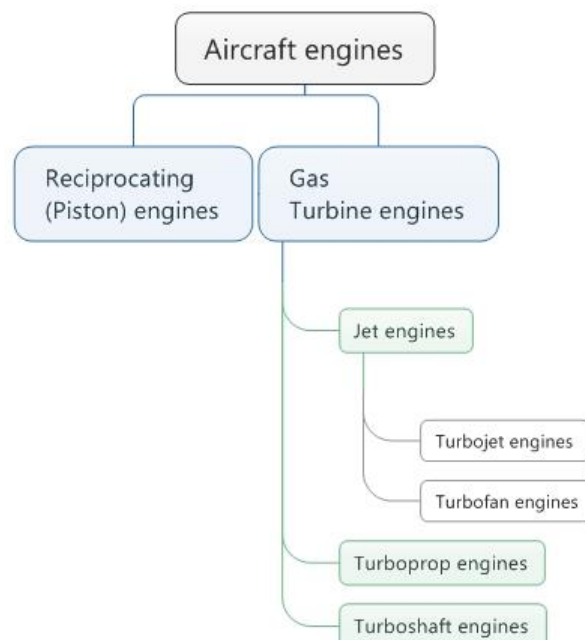 Aircraft engines
Reciprocating
(Piston) engines
Gas
Turbine engines
Jet engines
Turbojet engines
Turbofan engines
Turboprop engines
Turboshaft engines